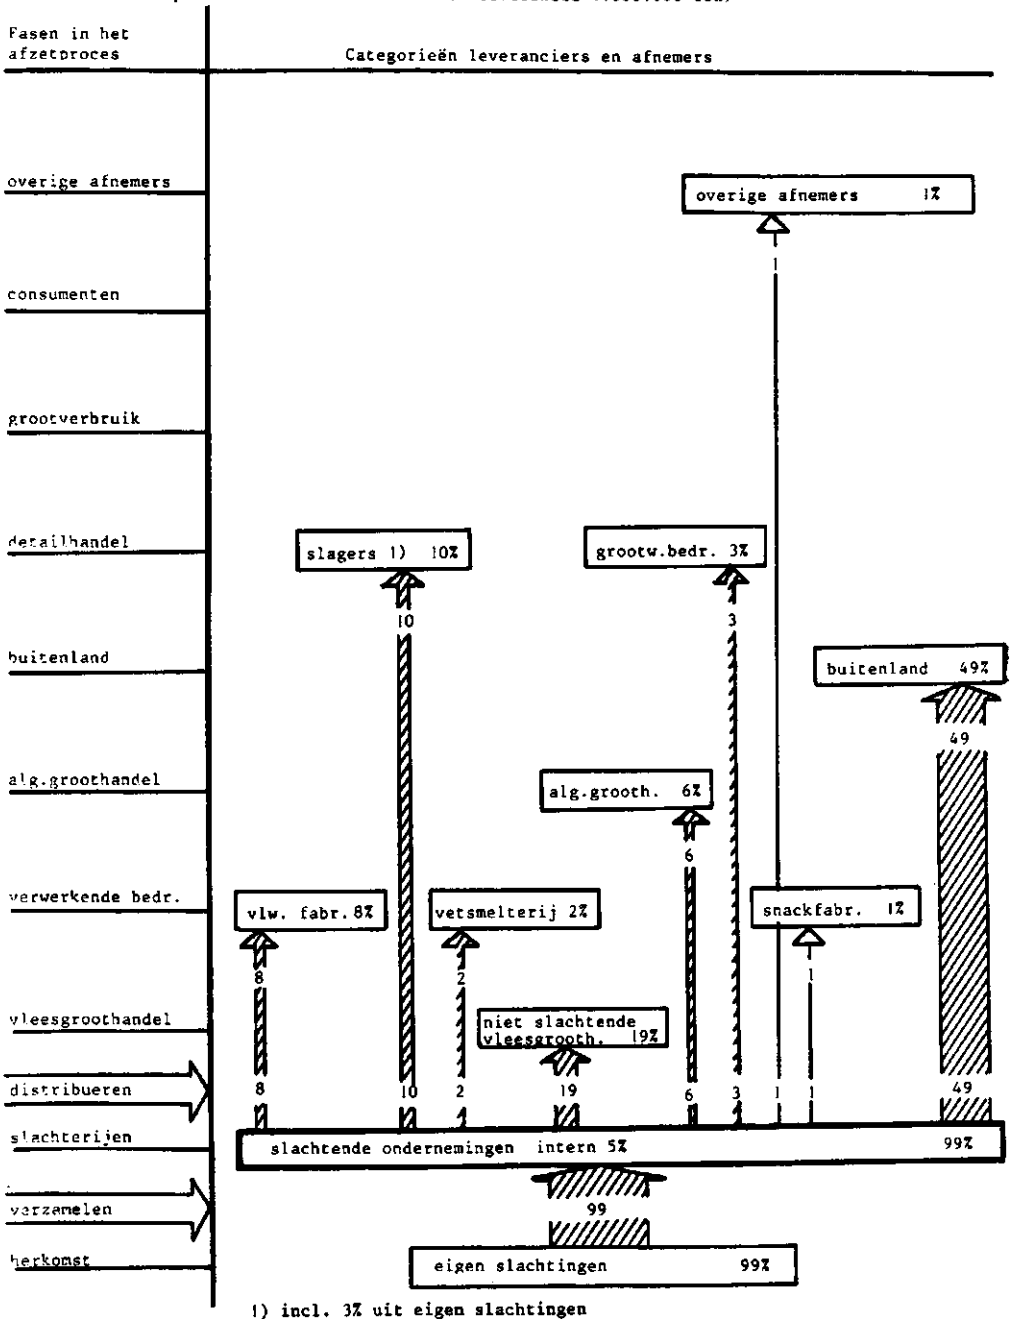 Fasen in het
afzetproces
Categorieën leveranciers en afnemers
overige afnemers
overige afnemers 1%
1
consumenten
grootverbruik
detailhandel
slagers 1) 10%
grootw.bedr. 3%
10
3
buitenland
buitenland 49%
49
alg.groothandel
alg.grooth. 6%
6
verwerkende bedr.
vlw. fabr. 8%
vetsmelterij 2%
snackfabr. 1%
8
2
1
vleesgroothandel
niet slachtende
vleesgrooth. 19%
distribueren
8
10
2
19
6
3
1
1
49
slachterijen
slachtende ondernemingen intern 5% 99%
verzamelen
99
herkomst
eigen slachtingen 99%
1) incl. 3% uit eigen slachtingen